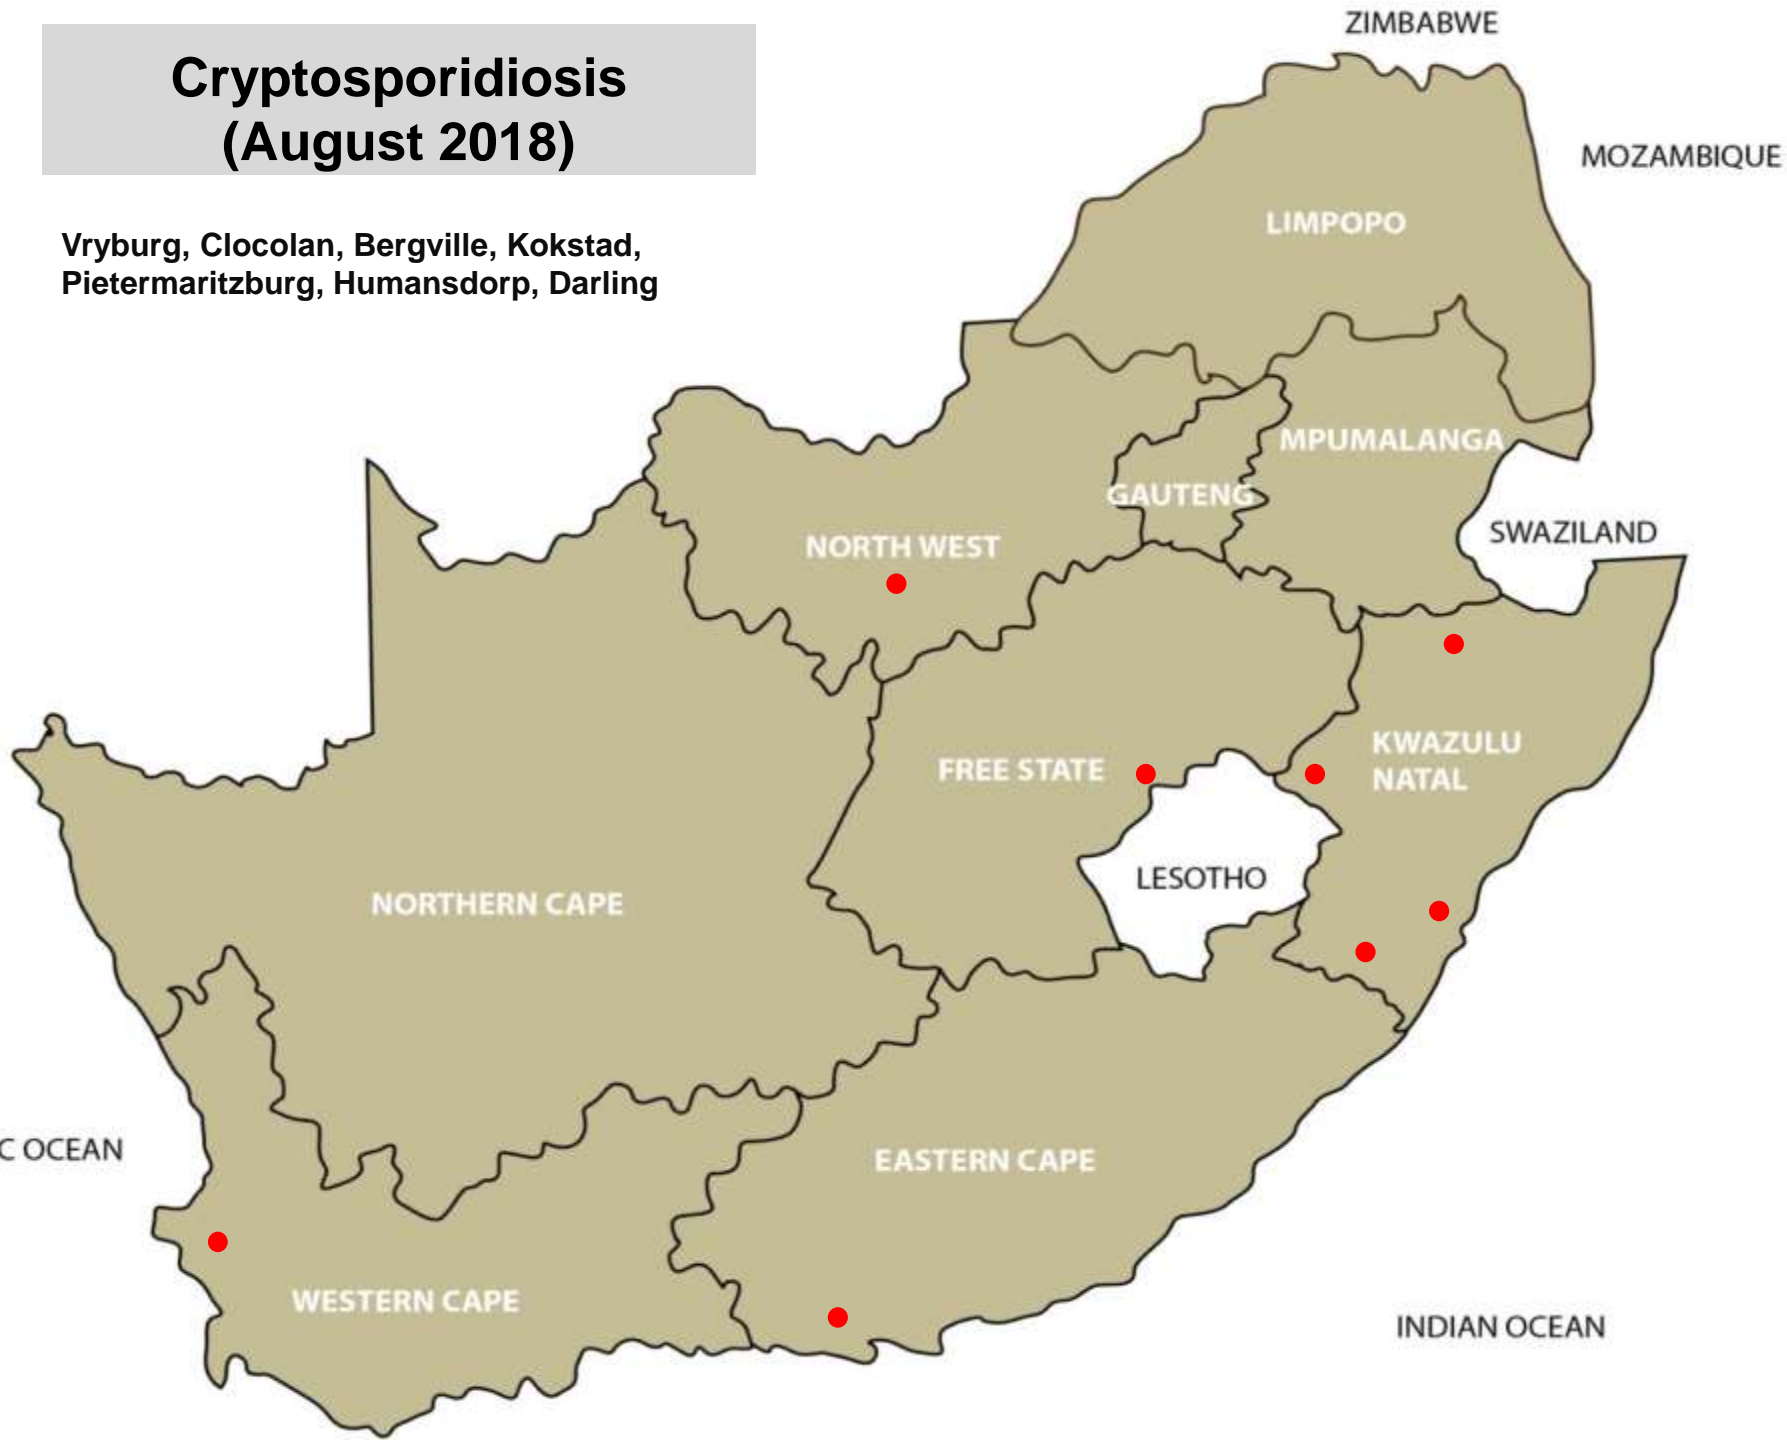 Cryptosporidiosis
(August 2018)
Vryburg, Clocolan, Bergville, Kokstad,
Pietermaritzburg, Humansdorp, Darling
ZIMBABWE
MOZAMBIQUE
LIMPOPO
MPUMALANGA
GAUTENG
NORTH WEST
SWAZILAND
KWAZULU
NATAL
FREE STATE
LESOTHO
NORTHERN CAPE
C OCEAN
EASTERN CAPE
WESTERN CAPE
INDIAN OCEAN